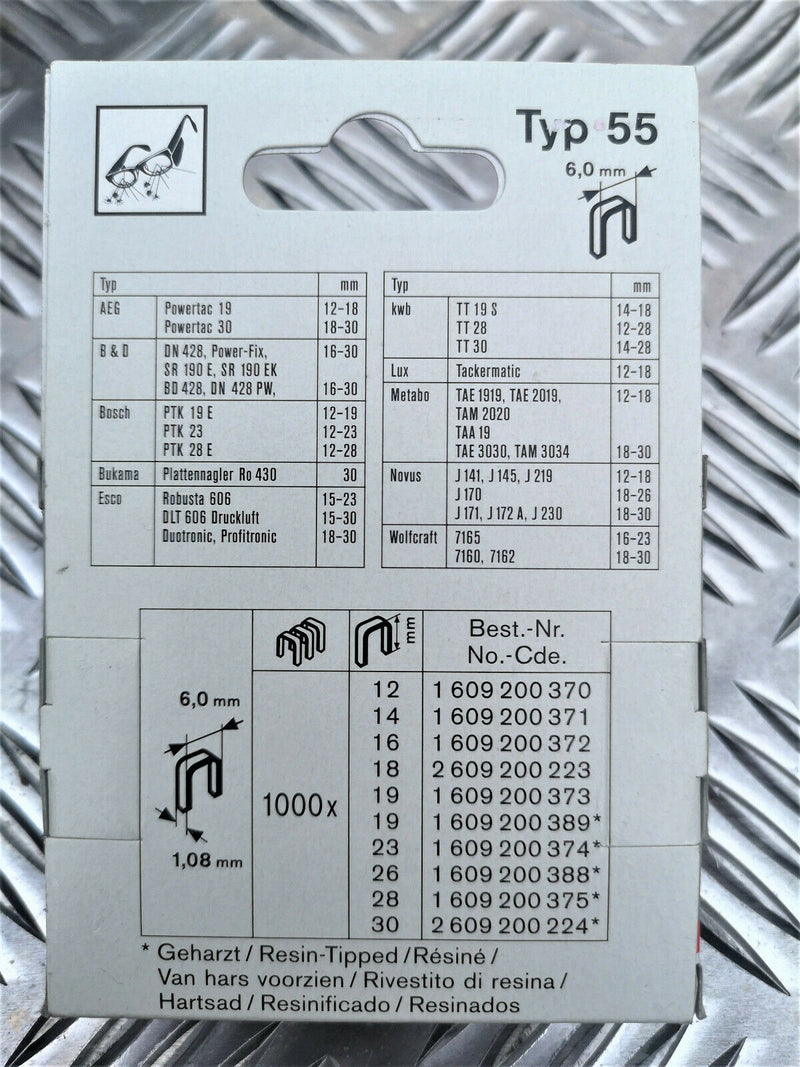 Typ 55
6,0 mm
Typ mm
AEG Powertac 19 12-18
Powertac 30 18-30
B & D DN 428, Power-Fix, 16-30
SR 190 E, SR 190 EK
BD 428, DN 428 PW, 16-30
Bosch PTK 19 E 12-19
PTK 23 12-23
PTK 28 E 12-28
Bukama Plattennagler Ro 430 30
Esco Robusta 606 15-23
DLT 606 Druckluft 15-30
Duotronic, Profitronic 18-30
Typ mm
kwb TT 19 S 14-18
TT 28 12-28
TT 30 14-28
Lux Tackermatic 12-18
Metabo TAE 1919, TAE 2019, 12-18
TAM 2020
TAA 19
TAE 3030, TAM 3034 18-30
Novus J 141, J 145, J 219 12-18
J 170 18-26
J 171, J 172 A, J 230 18-30
Wolfcraft 7165 16-23
7160, 7162 18-30
mm Best.-Nr.
No.-Cde.
6,0 mm
1,08 mm
1000x
12 1 609 200 370
14 1 609 200 371
16 1 609 200 372
18 2 609 200 223
19 1 609 200 373
19 1 609 200 389*
23 1 609 200 374*
26 1 609 200 388*
28 1 609 200 375*
30 2 609 200 224*
* Geharzt / Resin-Tipped / Résiné /
Van hars voorzien / Rivestito di resina /
Hartsad / Resinificado / Resinados